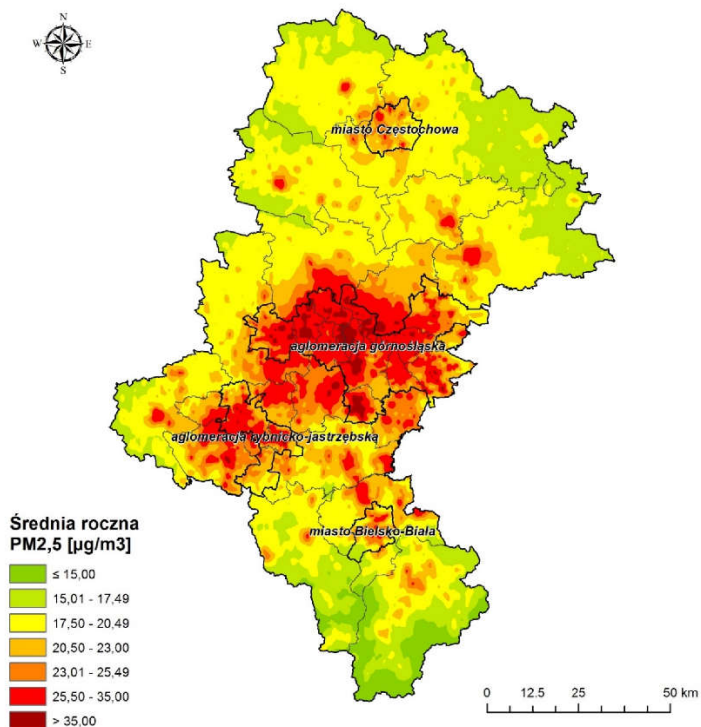 N
W E
S
miasto Częstochowa
aglomeracja górnośląska
aglomeracja rybnicko-jastrzębska
miasto Bielsko-Biała
Średnia roczna
PM2,5 [µg/m3]
≤ 15,00
15,01 - 17,49
17,50 - 20,49
20,50 - 23,00
23,01 - 25,49
25,50 - 35,00
> 35,00
0 12.5 25 50 km